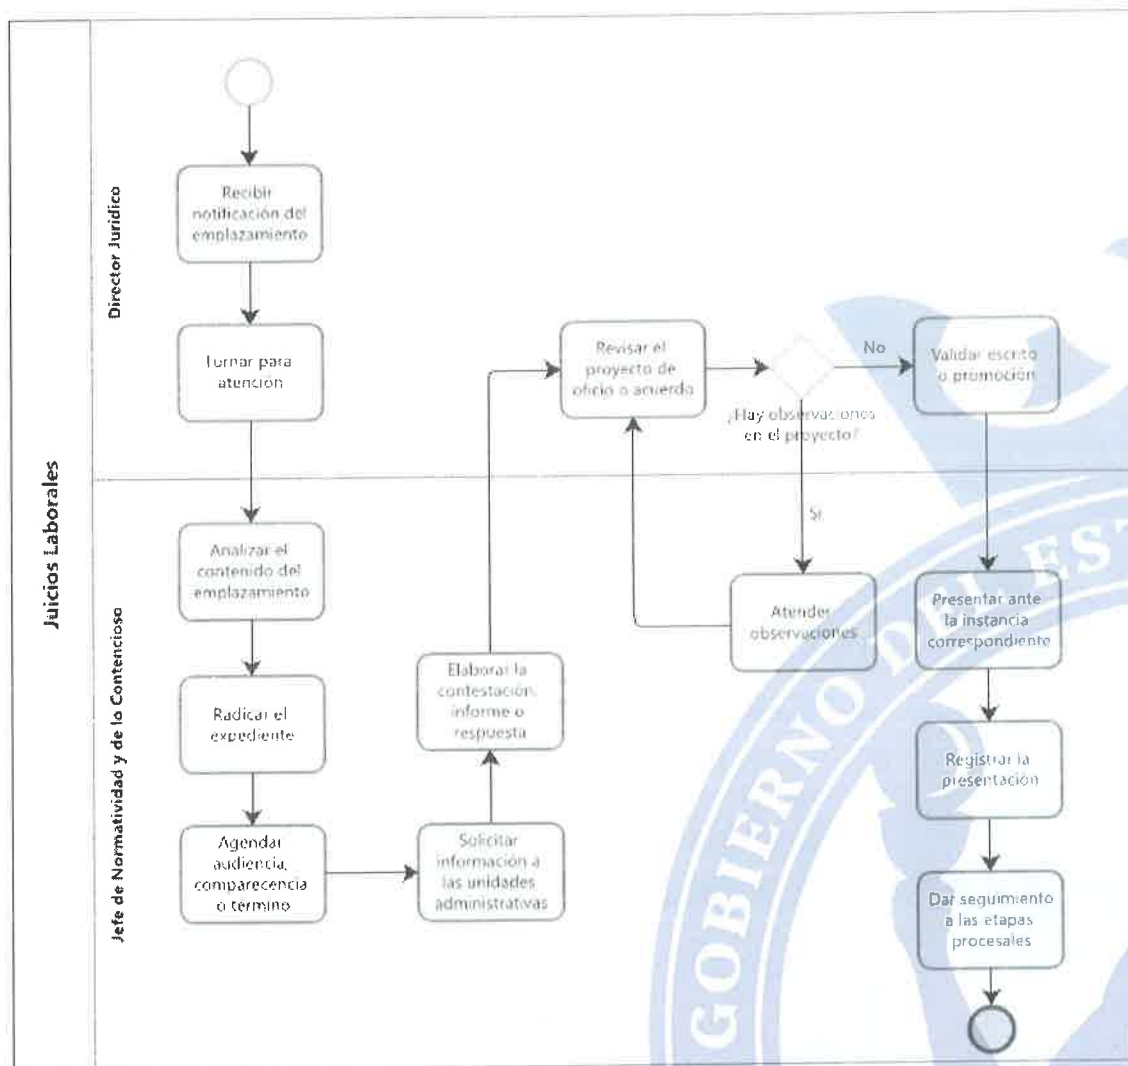 Juicios Laborales
Director Jurídico
Recibir
notificación del
emplazamiento
Turnar para
atención
Revisar el
proyecto de
oficio o acuerdo
¿Hay observaciones
en el proyecto?
No
Validar escrito
o promoción
Si
Jefe de Normatividad y de lo Contencioso
Analizar el
contenido del
emplazamiento
Radicar el
expediente
Agendar
audiencia,
comparecencia
o término
Solicitar
información a
las unidades
administrativas
Elaborar la
contestación,
informe o
respuesta
Atender
observaciones
Presentar ante
la instancia
correspondiente
Registrar la
presentación
Dar seguimiento
a las etapas
procesales
GOBIERNO DEL EST